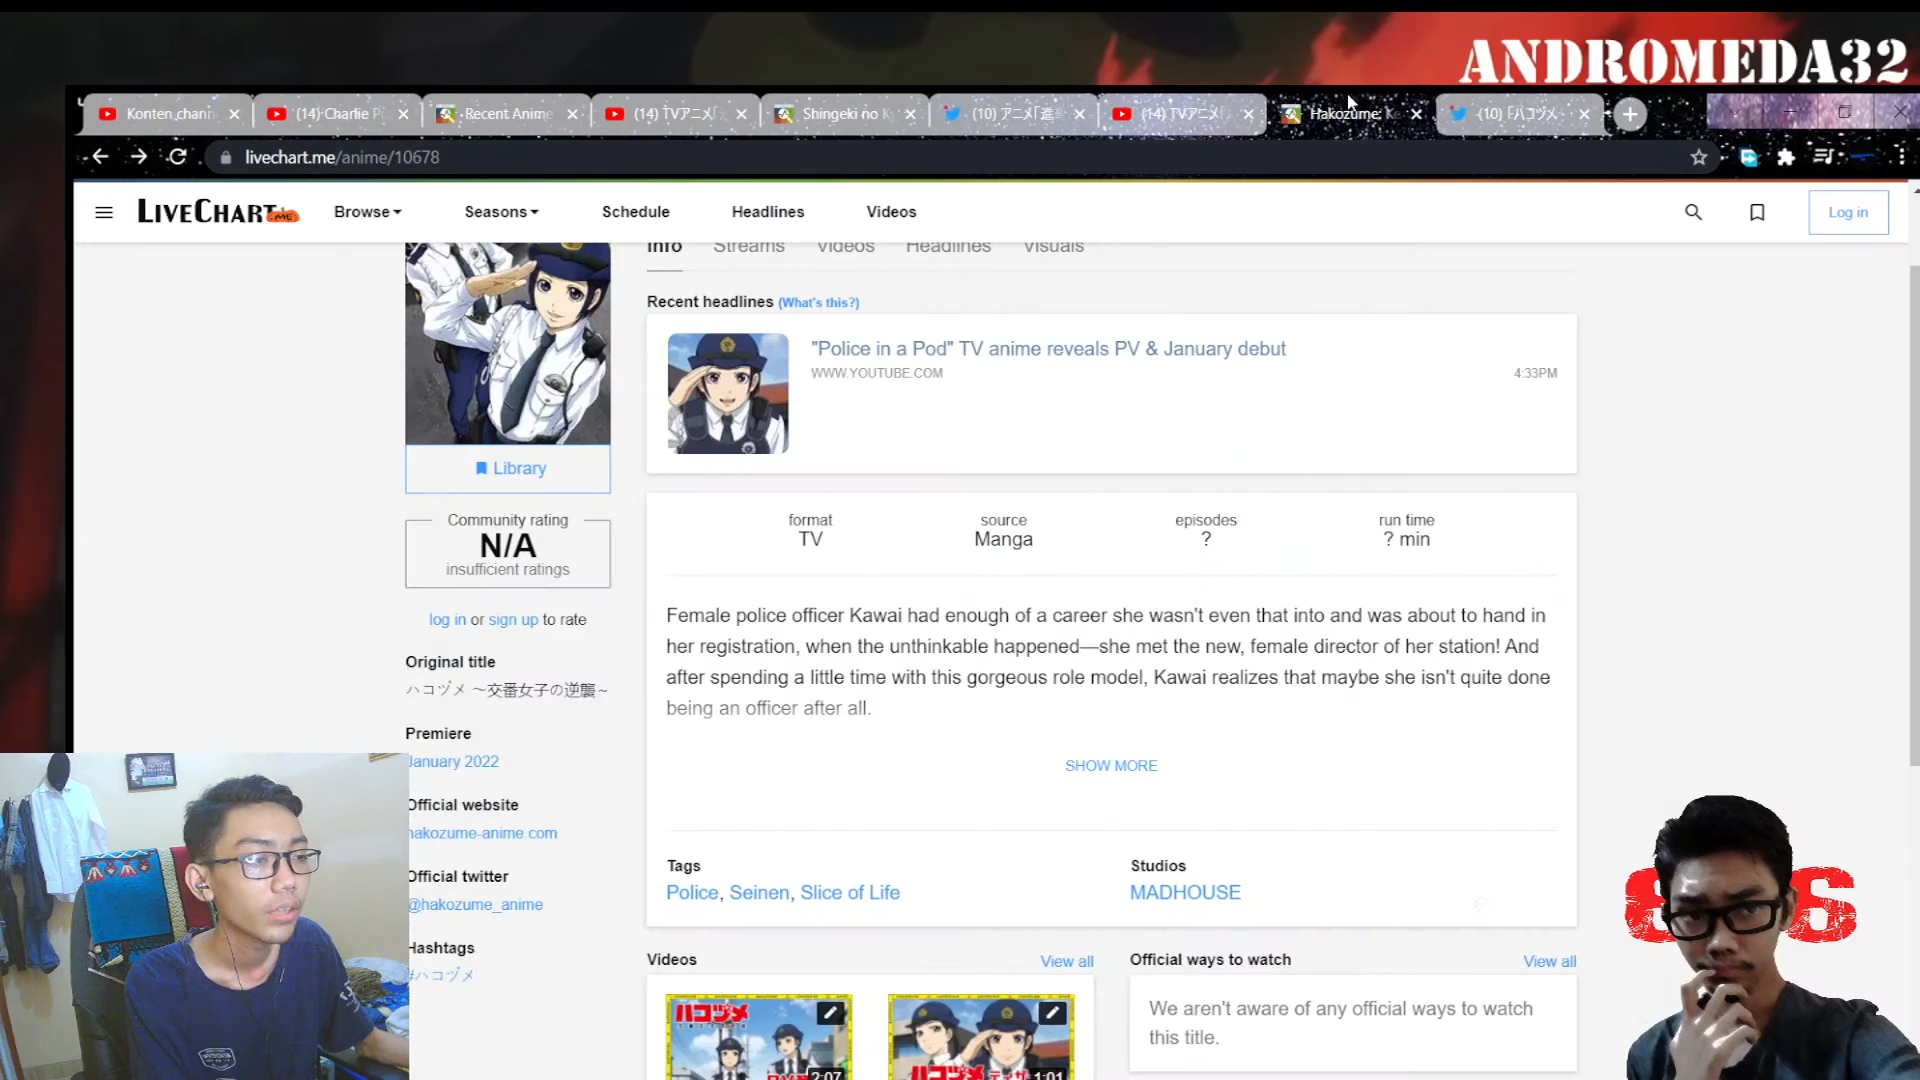 ANDROMEDA32
Konten chann
(14) Charlie P
Recent Anime
(14) TVアニメ「
Shingeki no K
(10) アニメ「進
(14) TVアニメ「
Hakozume: K
(10) 「ハコヅメ -
livechart.me/anime/10678
LIVECHART.ME
Browse
Seasons
Schedule
Headlines
Videos
Log in
Info
Streams
Videos
Headlines
Visuals
Recent headlines (What's this?)
"Police in a Pod" TV anime reveals PV & January debut
WWW.YOUTUBE.COM
4:33PM
Library
Community rating
N/A
insufficient ratings
log in or sign up to rate
Original title
ハコヅメ ～交番女子の逆襲～
Premiere
January 2022
Official website
hakozume-anime.com
Official twitter
@hakozume_anime
Hashtags
#ハコヅメ
format
TV
source
Manga
episodes
?
run time
? min
Female police officer Kawai had enough of a career she wasn't even that into and was about to hand in
her registration, when the unthinkable happened—she met the new, female director of her station! And
after spending a little time with this gorgeous role model, Kawai realizes that maybe she isn't quite done
being an officer after all.
SHOW MORE
Tags
Police, Seinen, Slice of Life
Studios
MADHOUSE
Videos
View all
ハコヅメ
2:07
ハコヅメ ティザー
1:01
Official ways to watch
View all
We aren't aware of any official ways to watch
this title.